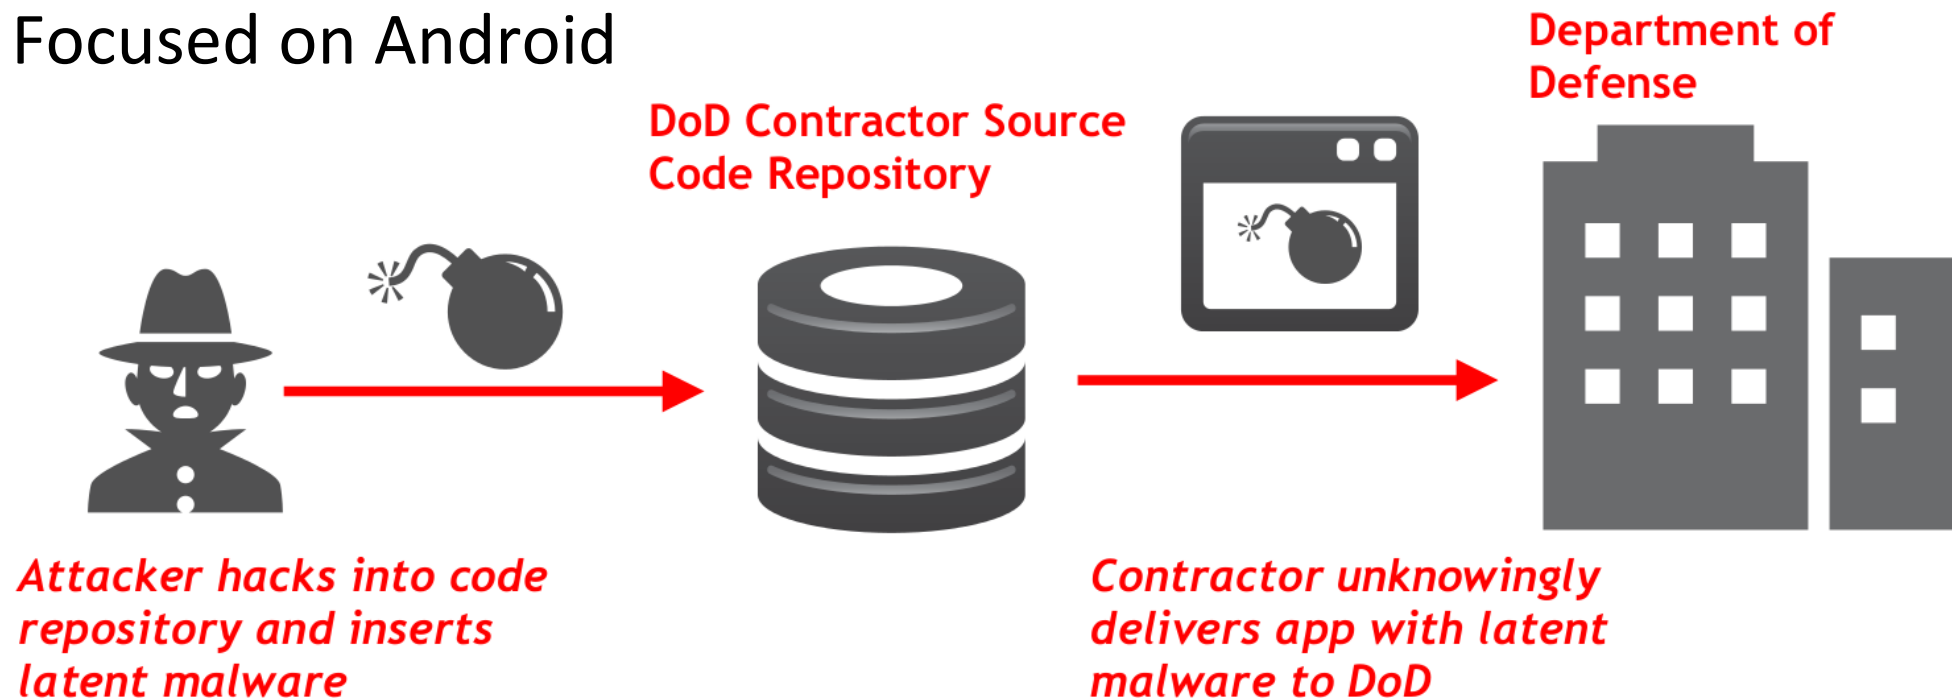 Focused on Android
Department of
Defense
DoD Contractor Source
Code Repository
Attacker hacks into code
repository and inserts
latent malware
Contractor unknowingly
delivers app with latent
malware to DoD